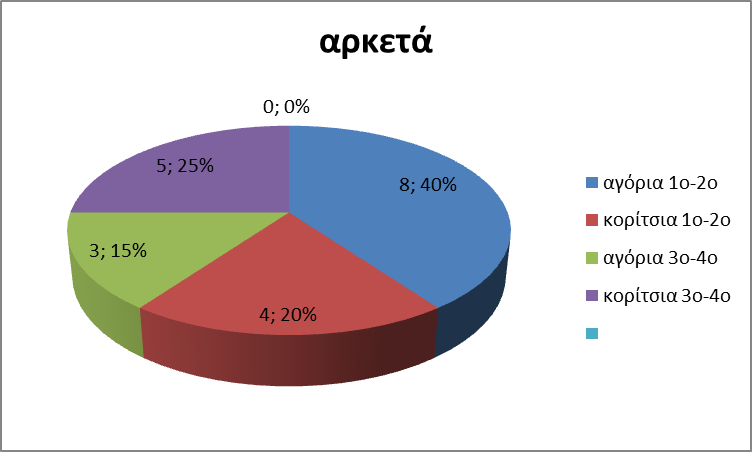 αρκετά
0; 0%
5; 25%
8; 40%
3; 15%
4; 20%
αγόρια 1ο-2ο
κορίτσια 1ο-2ο
αγόρια 3ο-4ο
κορίτσια 3ο-4ο